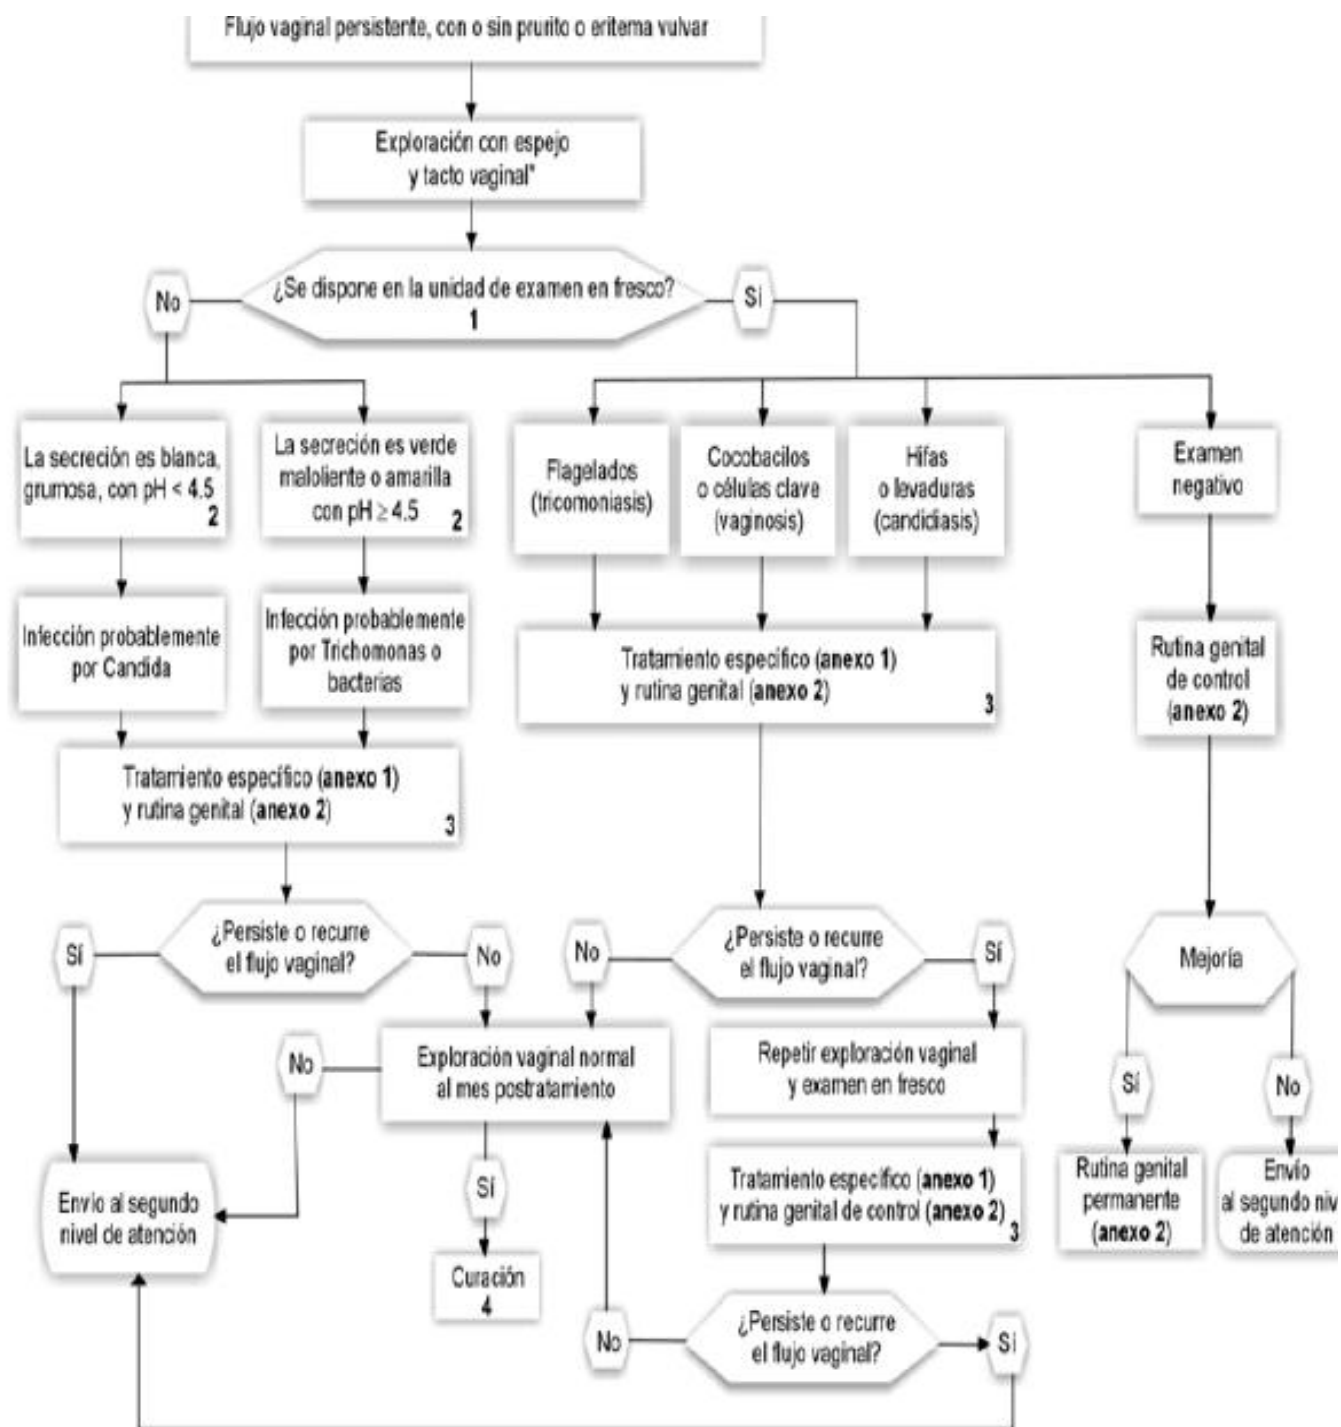 Flujo vaginal persistente, con o sin prurito o eritema vulvar
Exploración con espejo
y tacto vaginal*
¿Se dispone en la unidad de examen en fresco?
1
No
Sí
La secreción es blanca,
grumosa, con pH < 4.5
2
La secreción es verde
maloliente o amarilla
con pH ≥ 4.5
2
Flagelados
(tricomoniasis)
Cocobacilos
o células clave
(vaginosis)
Hifas
o levaduras
(candidiasis)
Examen
negativo
Infección probablemente
por Candida
Infección probablemente
por Trichomonas o
bacterias
Tratamiento específico (anexo 1)
y rutina genital (anexo 2)
3
Rutina genital
de control
(anexo 2)
Tratamiento específico (anexo 1)
y rutina genital (anexo 2)
3
¿Persiste o recurre
el flujo vaginal?
Sí
No
¿Persiste o recurre
el flujo vaginal?
No
Sí
Mejoría
Sí
No
Exploración vaginal normal
al mes postratamiento
No
Sí
Repetir exploración vaginal
y examen en fresco
Envío al segundo
nivel de atención
Curación
4
Tratamiento específico (anexo 1)
y rutina genital de control (anexo 2)
3
Rutina genital
permanente
(anexo 2)
Envío
al segundo niv
de atención
¿Persiste o recurre
el flujo vaginal?
No
Sí